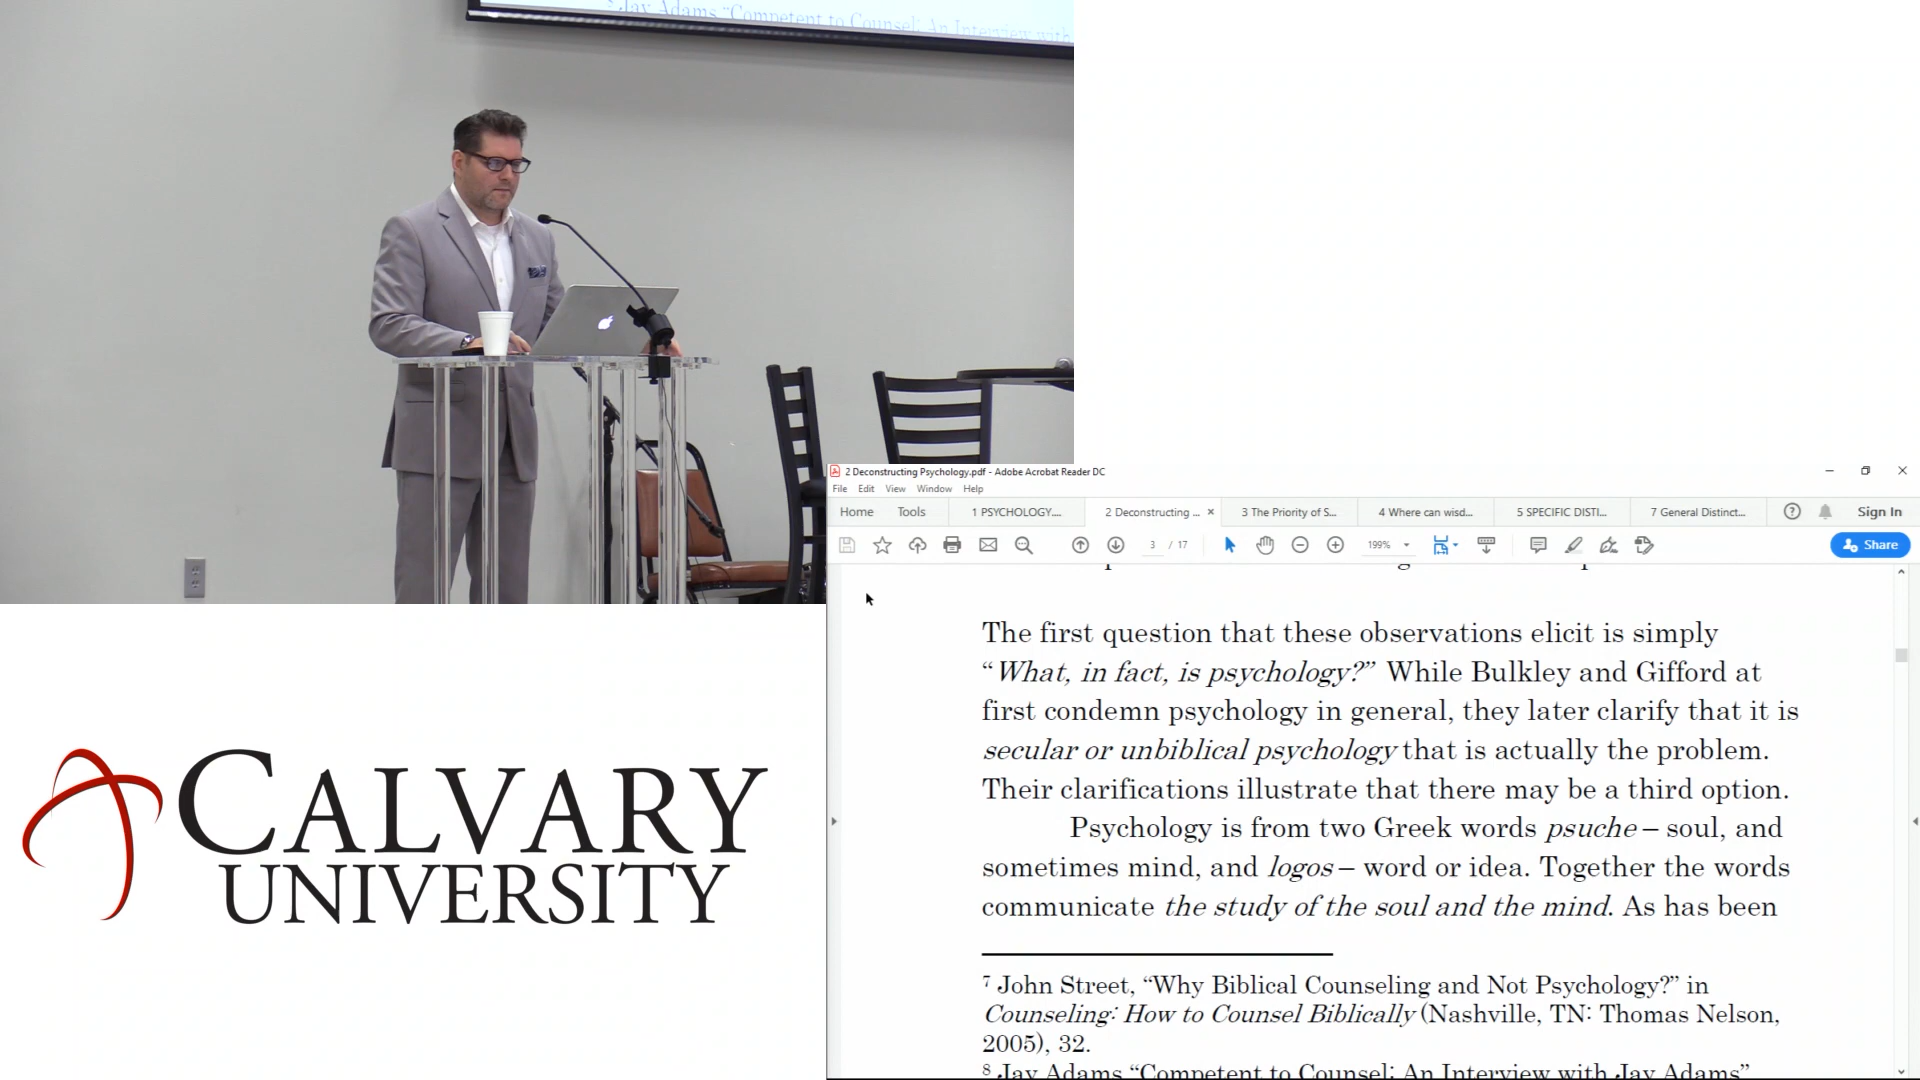 5 Jay Adams "Competent to Counsel: An Interview with
CALVARY
UNIVERSITY
2 Deconstructing Psychology.pdf - Adobe Acrobat Reader DC
File Edit View Window Help
Home Tools 1 PSYCHOLOGY.... 2 Deconstructing ... × 3 The Priority of S... 4 Where can wisd... 5 SPECIFIC DISTI... 7 General Distinct... Sign In
3 / 17 199% Share
The first question that these observations elicit is simply
“What, in fact, is psychology?” While Bulkley and Gifford at
first condemn psychology in general, they later clarify that it is
secular or unbiblical psychology that is actually the problem.
Their clarifications illustrate that there may be a third option.
Psychology is from two Greek words psuche – soul, and
sometimes mind, and logos – word or idea. Together the words
communicate the study of the soul and the mind. As has been
7 John Street, “Why Biblical Counseling and Not Psychology?” in
Counseling: How to Counsel Biblically (Nashville, TN: Thomas Nelson,
2005), 32.
8 Jay Adams “Competent to Counsel: An Interview with Jay Adams”